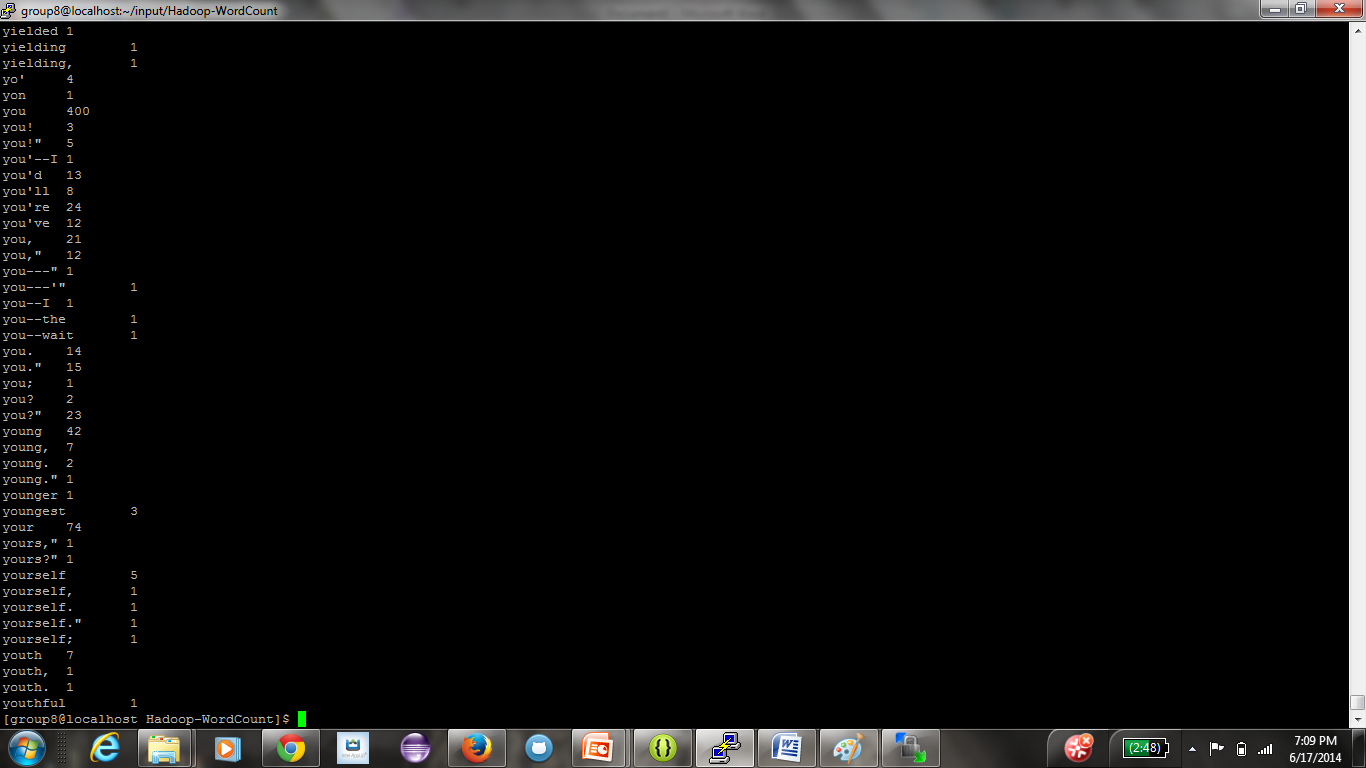 group8@localhost:~/input/Hadoop-WordCount
yielded 1
yielding 1
yielding, 1
yo' 4
yon 1
you 400
you! 3
you!" 5
you'--I 1
you'd 13
you'll 8
you're 24
you've 12
you, 21
you," 12
you---" 1
you---'" 1
you--I 1
you--the 1
you--wait 1
you. 14
you." 15
you; 1
you? 2
you?" 23
young 42
young, 7
young. 2
young." 1
younger 1
youngest 3
your 74
yours," 1
yours?" 1
yourself 5
yourself, 1
yourself. 1
yourself." 1
yourself; 1
youth 7
youth, 1
youth. 1
youthful 1
[group8@localhost Hadoop-WordCount]$
(2:48)
7:09 PM
6/17/2014